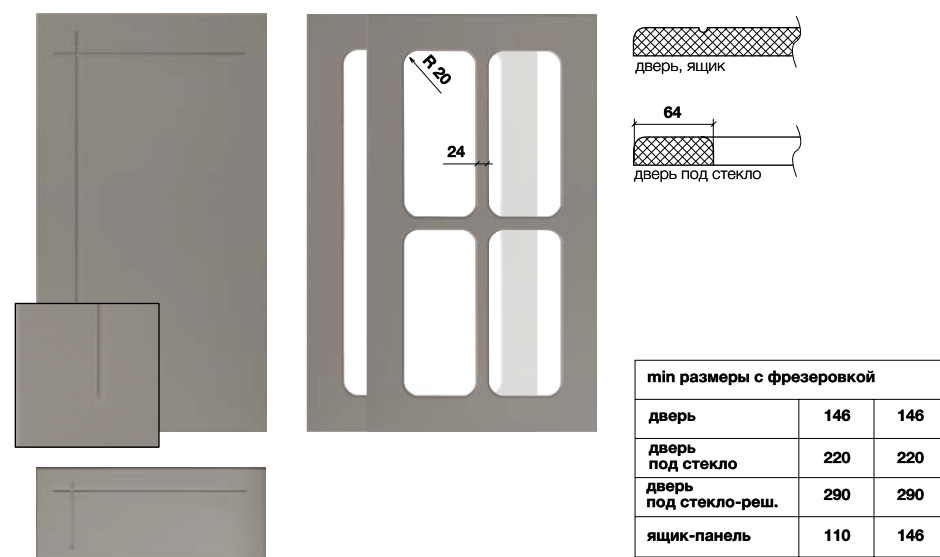 R 20
24
дверь, ящик
64
дверь под стекло
min размеры с фрезеровкой
дверь 146 146
дверь
под стекло 220 220
дверь
под стекло-реш. 290 290
ящик-панель 110 146